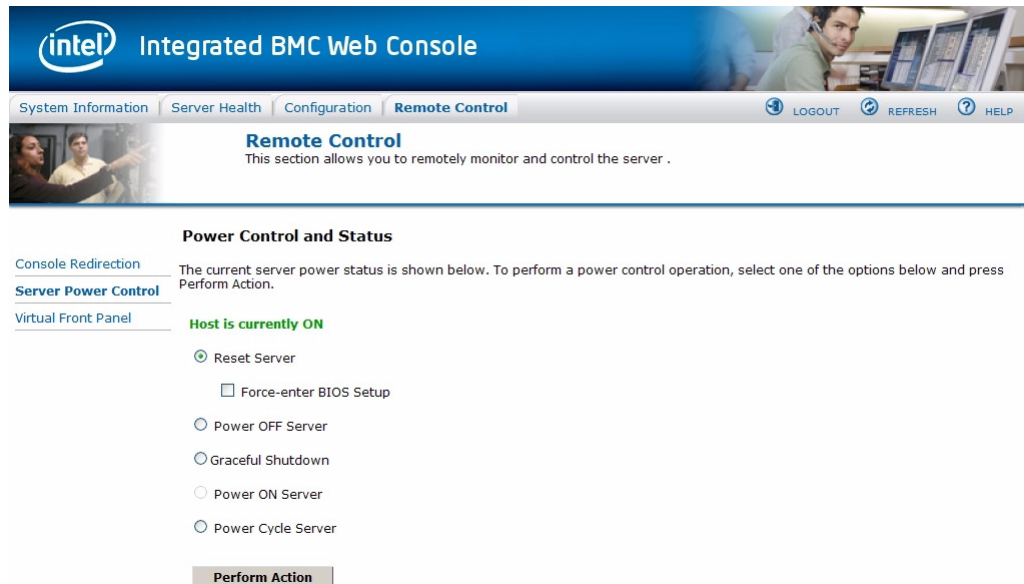 intel Integrated BMC Web Console
System Information Server Health Configuration Remote Control LOGOUT REFRESH HELP
Remote Control
This section allows you to remotely monitor and control the server .
Console Redirection
Server Power Control
Virtual Front Panel
Power Control and Status
The current server power status is shown below. To perform a power control operation, select one of the options below and press
Perform Action.
Host is currently ON
Reset Server
Force-enter BIOS Setup
Power OFF Server
Graceful Shutdown
Power ON Server
Power Cycle Server
Perform Action